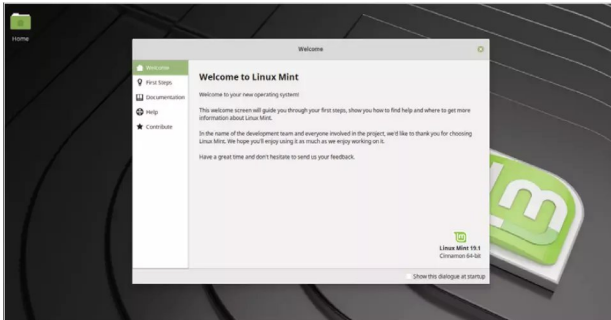 Home
Welcome
Welcome
First Steps
Documentation
Help
Contribute
Welcome to Linux Mint
Welcome to your new operating system!
This welcome screen will guide you through your first steps, show you how to find help and where to get more
information about Linux Mint.
In the name of the development team and everyone involved in the project, we'd like to thank you for choosing
Linux Mint. We hope you'll enjoy using it as much as we enjoy working on it.
Have a great time and don't hesitate to send us your feedback.
Linux Mint 19.1
Cinnamon 64-bit
Show this dialogue at startup